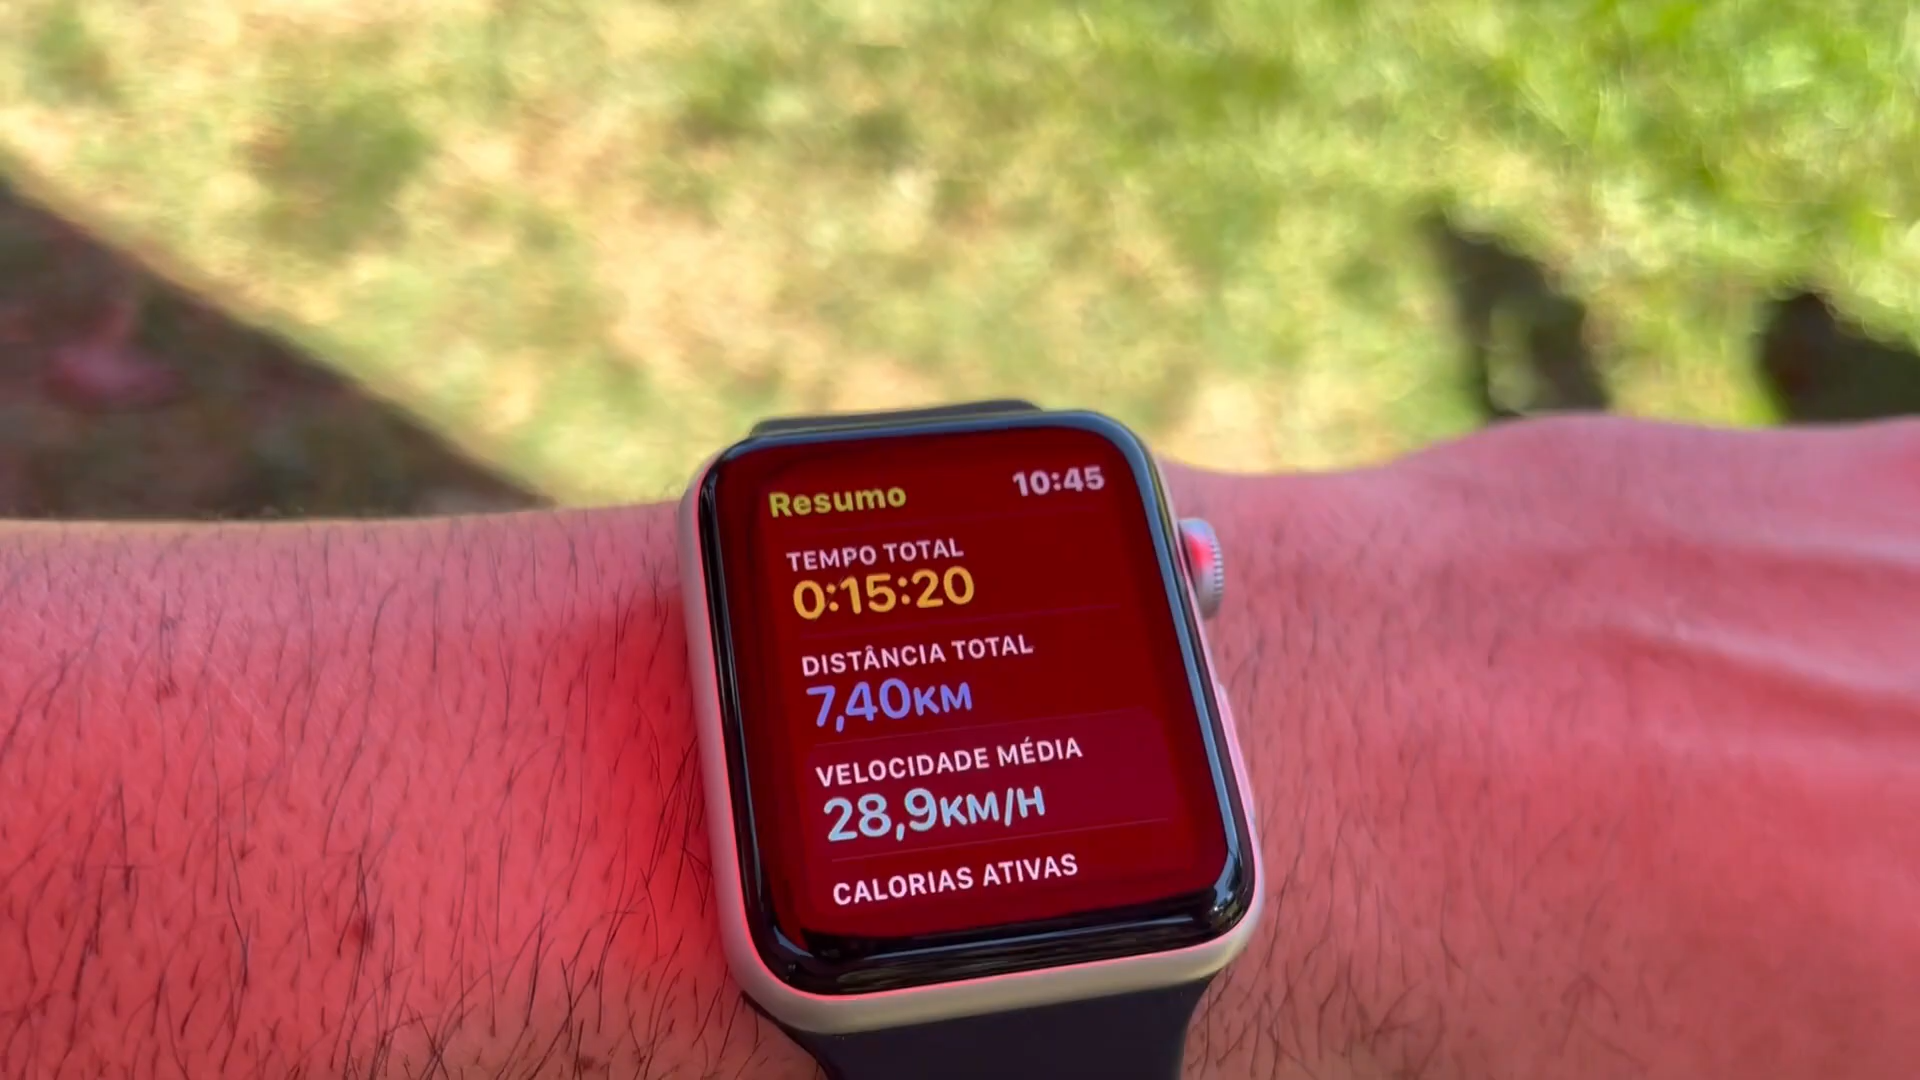 Resumo 10:45
TEMPO TOTAL
0:15:20
DISTÂNCIA TOTAL
7,40KM
VELOCIDADE MÉDIA
28,9KM/H
CALORIAS ATIVAS